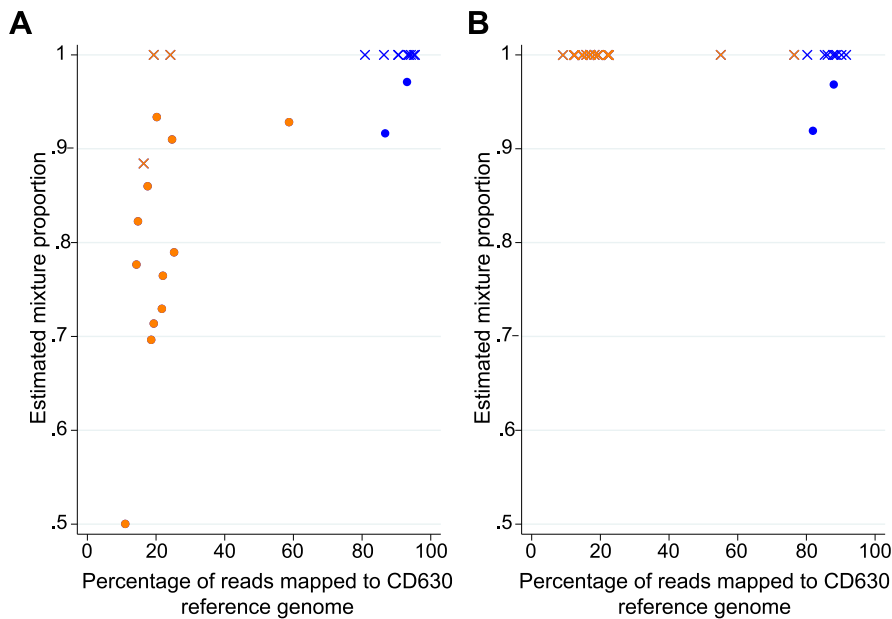 A
B
Estimated mixture proportion
1
.9
.8
.7
.6
.5
0 20 40 60 80 100
Percentage of reads mapped to CD630
reference genome
Estimated mixture proportion
1
.9
.8
.7
.6
.5
0 20 40 60 80 100
Percentage of reads mapped to CD630
reference genome